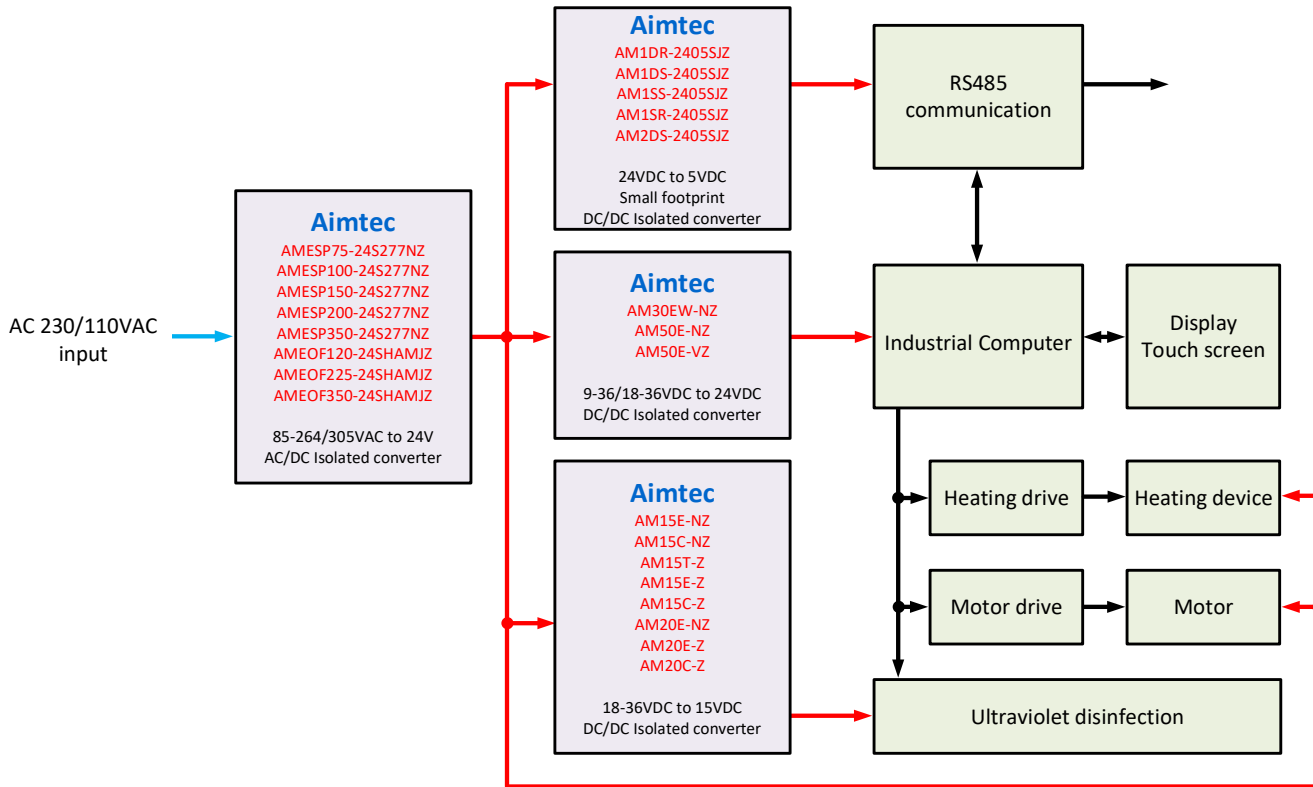 AC 230/110VAC
input
Aimtec
AMESP75-24S277NZ
AMESP100-24S277NZ
AMESP150-24S277NZ
AMESP200-24S277NZ
AMESP350-24S277NZ
AMEOF120-24SHAMJZ
AMEOF225-24SHAMJZ
AMEOF350-24SHAMJZ
85-264/305VAC to 24V
AC/DC Isolated converter
Aimtec
AM1DR-2405SJZ
AM1DS-2405SJZ
AM1SS-2405SJZ
AM1SR-2405SJZ
AM2DS-2405SJZ
24VDC to 5VDC
Small footprint
DC/DC Isolated converter
Aimtec
AM30EW-NZ
AM50E-NZ
AM50E-VZ
9-36/18-36VDC to 24VDC
DC/DC Isolated converter
Aimtec
AM15E-NZ
AM15C-NZ
AM15T-Z
AM15E-Z
AM15C-Z
AM20E-NZ
AM20E-Z
AM20C-Z
18-36VDC to 15VDC
DC/DC Isolated converter
RS485
communication
Industrial Computer
Display
Touch screen
Heating drive
Heating device
Motor drive
Motor
Ultraviolet disinfection